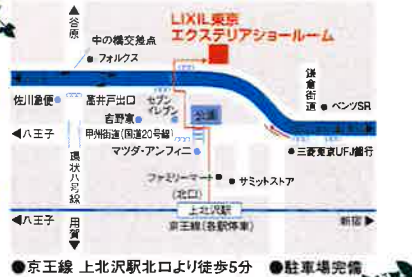 LIXIL東京
エクステリアショールーム
▲谷原
中の橋交差点
●フォルクス
鎌倉街道
●ベンツSR
佐川急便●
高井戸出口
セブンイレブン
吉野家●
公園
◀八王子
甲州街道(国道20号線)
マツダ・アンフィニ
●三菱東京UFJ銀行
環状八号線
ファミリーマート●
●サミットストア
(北口)
上北沢駅
◀八王子
京王線(各駅停車)
新宿▶
用賀▼
●京王線 上北沢駅北口より徒歩5分 ●駐車場完備